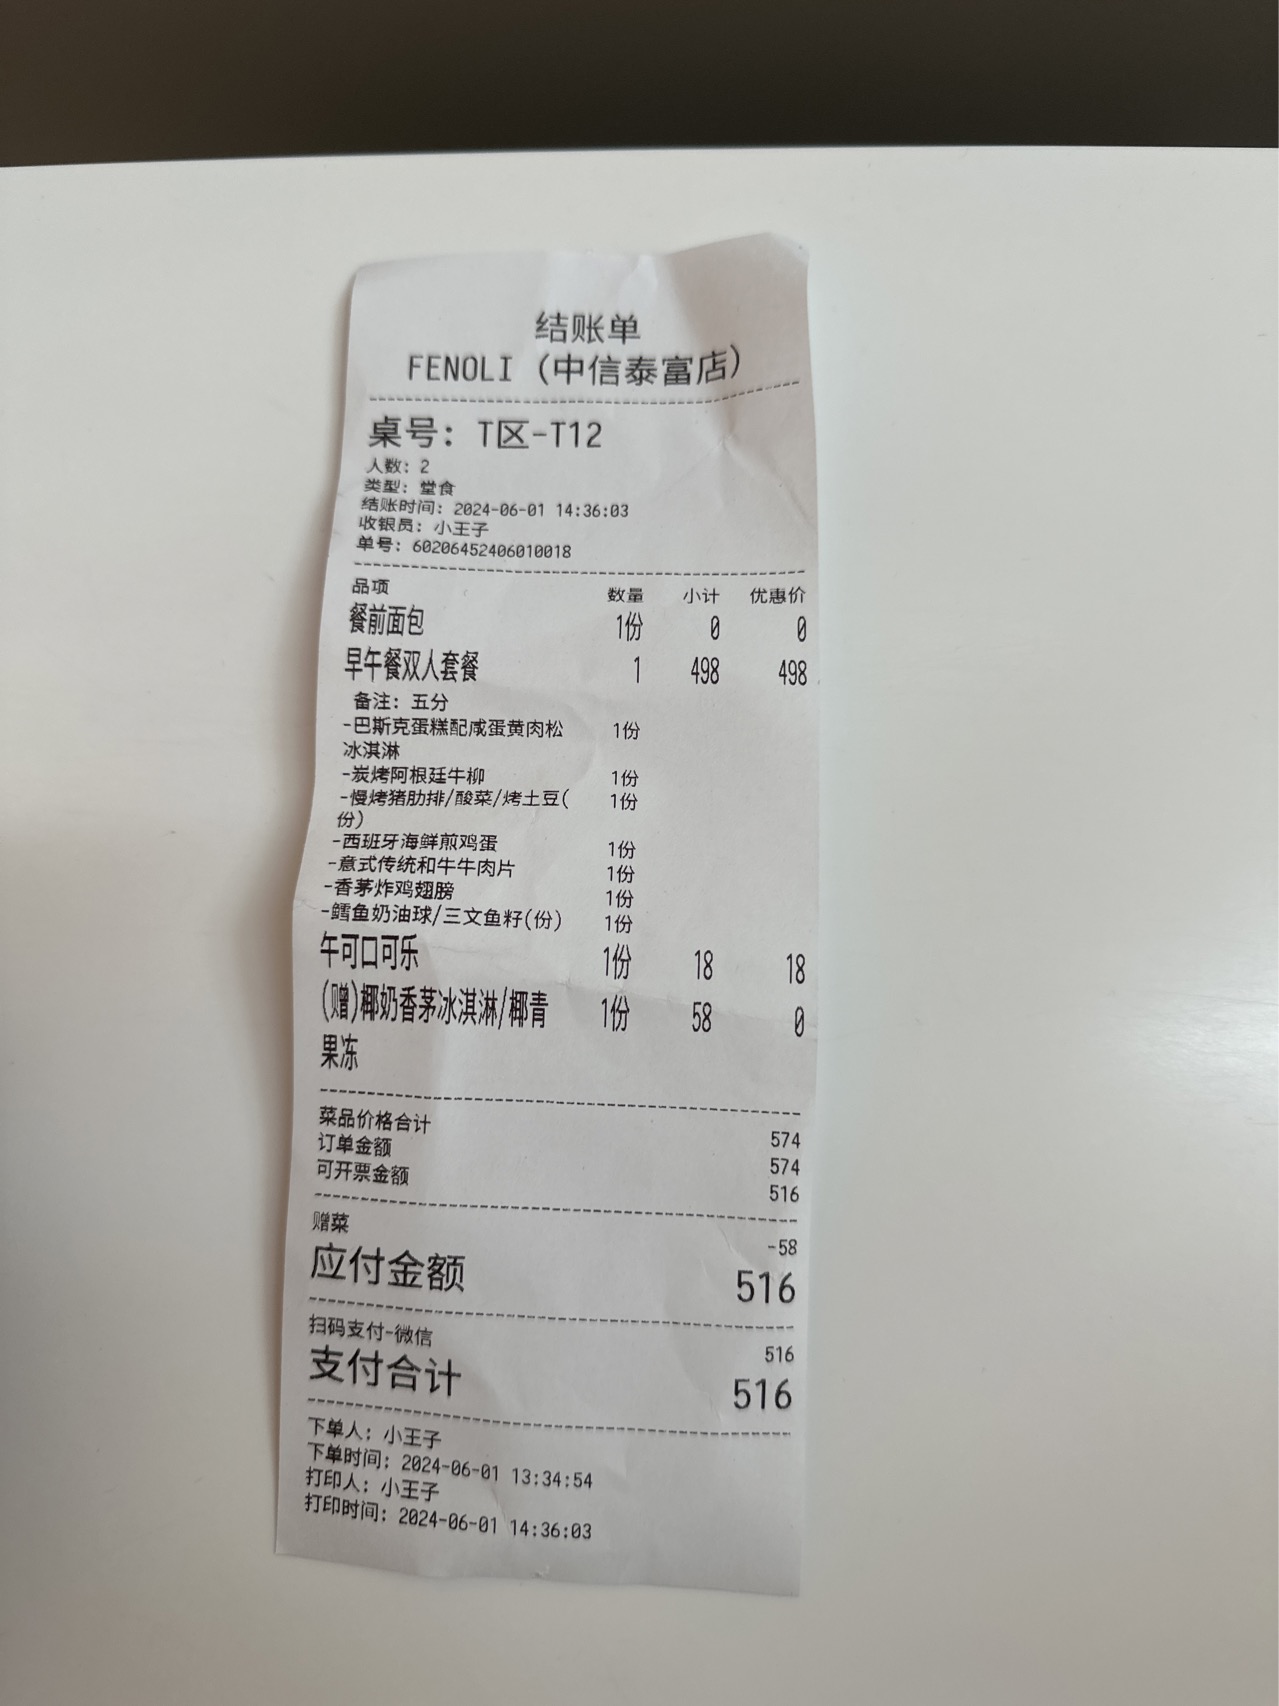 结账单
FENOLI (中信泰富店)
桌号: T区-T12
人数: 2
类型: 堂食
结账时间: 2024-06-01 14:36:03
收银员: 小王子
单号: 60206452406010018
品项 数量 小计 优惠价
餐前面包 1份 0 0
早午餐双人套餐 1 498 498
备注: 五分
-巴斯克蛋糕配咸蛋黄肉松 1份
冰淇淋
-炭烤阿根廷牛柳 1份
-慢烤猪肋排/酸菜/烤土豆( 1份
份)
-西班牙海鲜煎鸡蛋 1份
-意式传统和牛牛肉片 1份
-香茅炸鸡翅膀 1份
-鳕鱼奶油球/三文鱼籽(份) 1份
午可口可乐 1份 18 18
(赠)椰奶香茅冰淇淋/椰青 1份 58 0
果冻
菜品价格合计 574
订单金额 574
可开票金额 516
赠菜 -58
应付金额 516
扫码支付-微信 516
支付合计 516
下单人: 小王子
下单时间: 2024-06-01 13:34:54
打印人: 小王子
打印时间: 2024-06-01 14:36:03